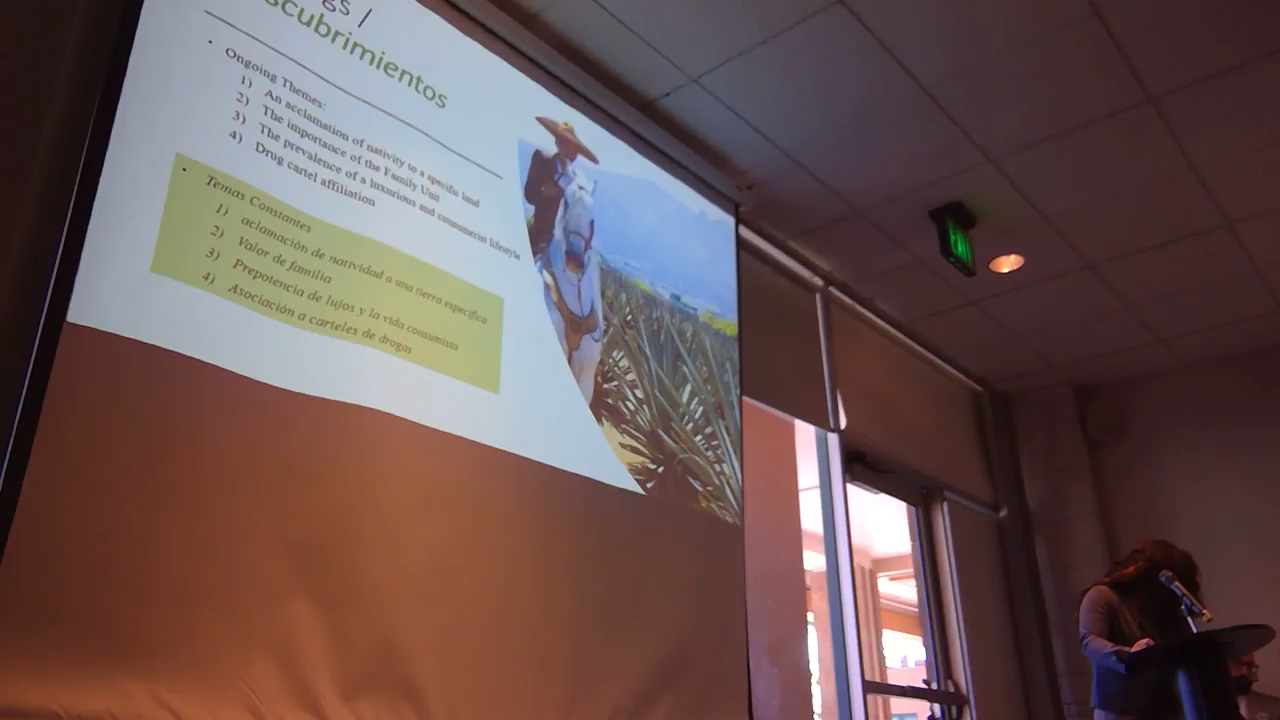 gs /
scubrimientos
• Ongoing Themes:
1) An acclamation of nativity to a specific land
2) The importance of the Family Unit
3) The prevalence of a luxurious and consumerist lifestyle
4) Drug cartel affiliation
• Temas Constantes
1) aclamación de natividad a una tierra especifica
2) Valor de familia
3) Prepotencia de lujos y la vida consumista
4) Asociación a carteles de drogas